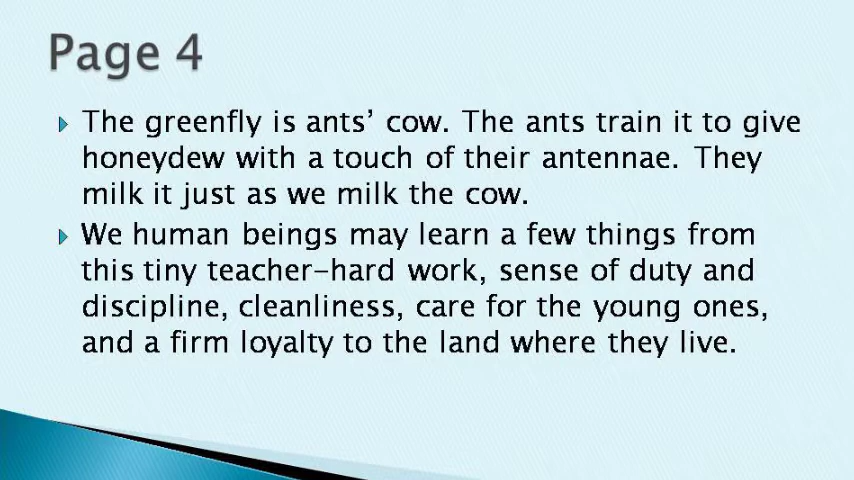 Page 4
The greenfly is ants’ cow. The ants train it to give
honeydew with a touch of their antennae. They
milk it just as we milk the cow.
We human beings may learn a few things from
this tiny teacher–hard work, sense of duty and
discipline, cleanliness, care for the young ones,
and a firm loyalty to the land where they live.